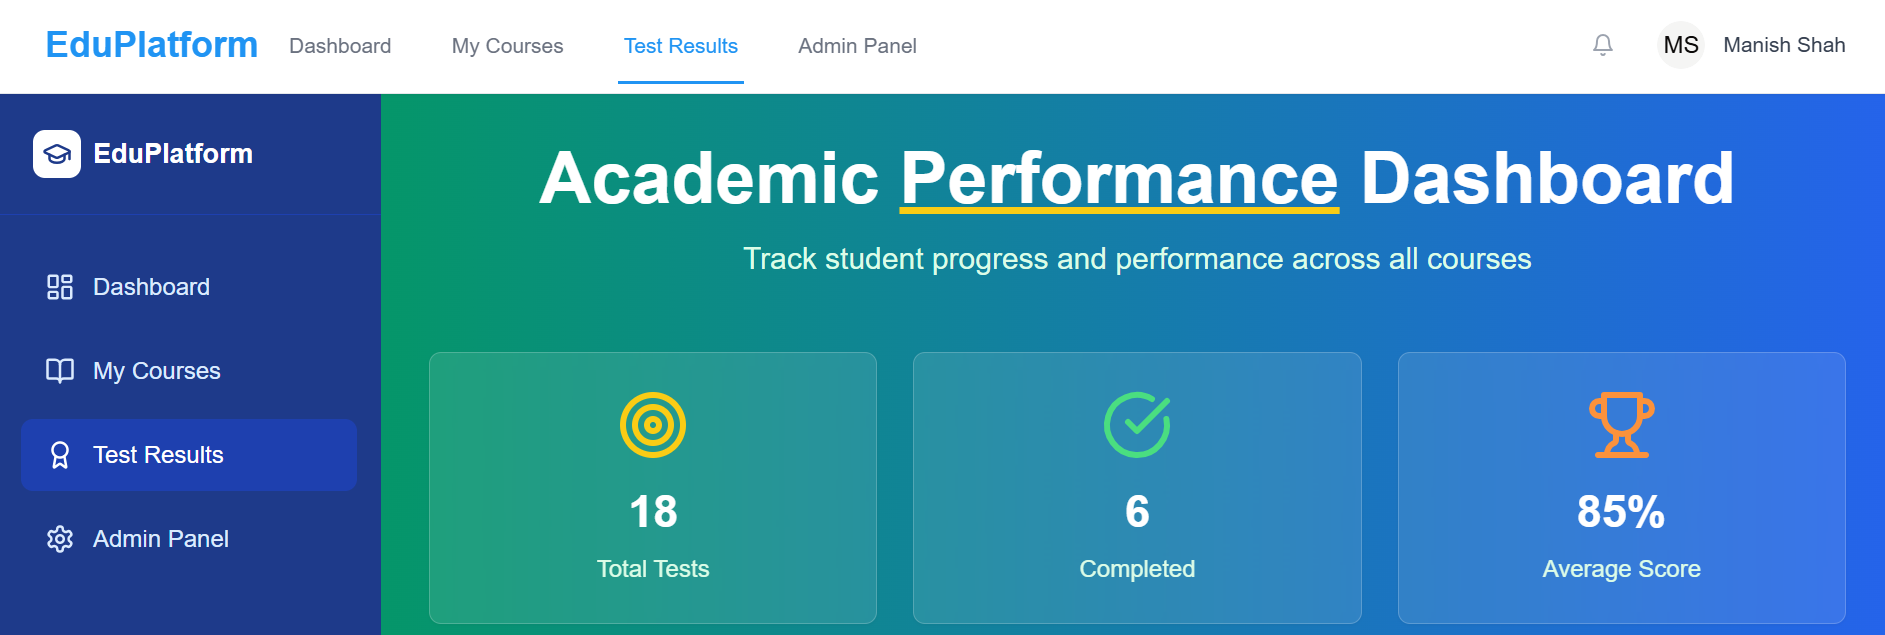 EduPlatform Dashboard My Courses Test Results Admin Panel MS Manish Shah
EduPlatform
Dashboard
My Courses
Test Results
Admin Panel
Academic Performance Dashboard
Track student progress and performance across all courses
18
Total Tests
6
Completed
85%
Average Score